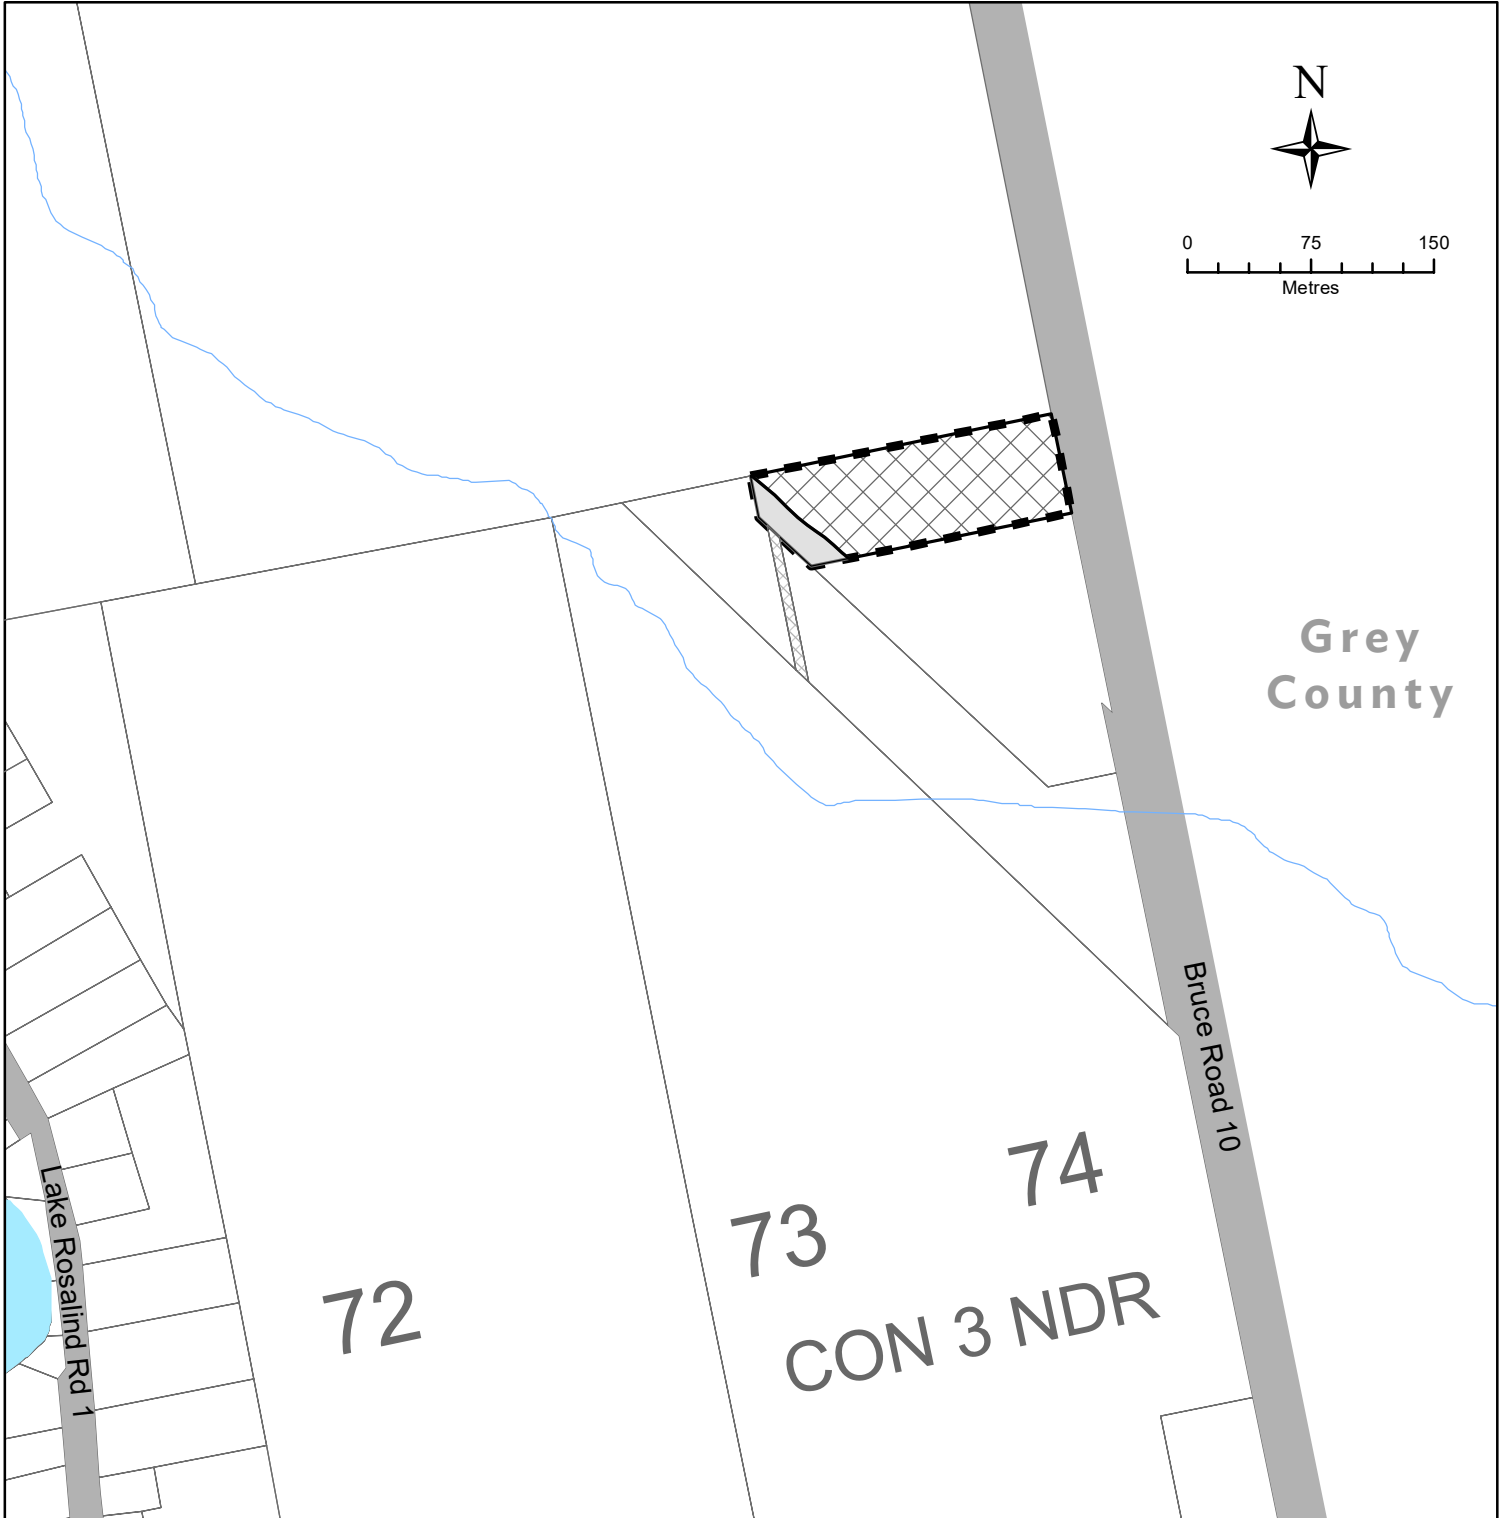 N
0 75 150
Metres
Grey
County
Bruce Road 10
74
73
72
CON 3 NDR
Lake Rosalind Rd 1